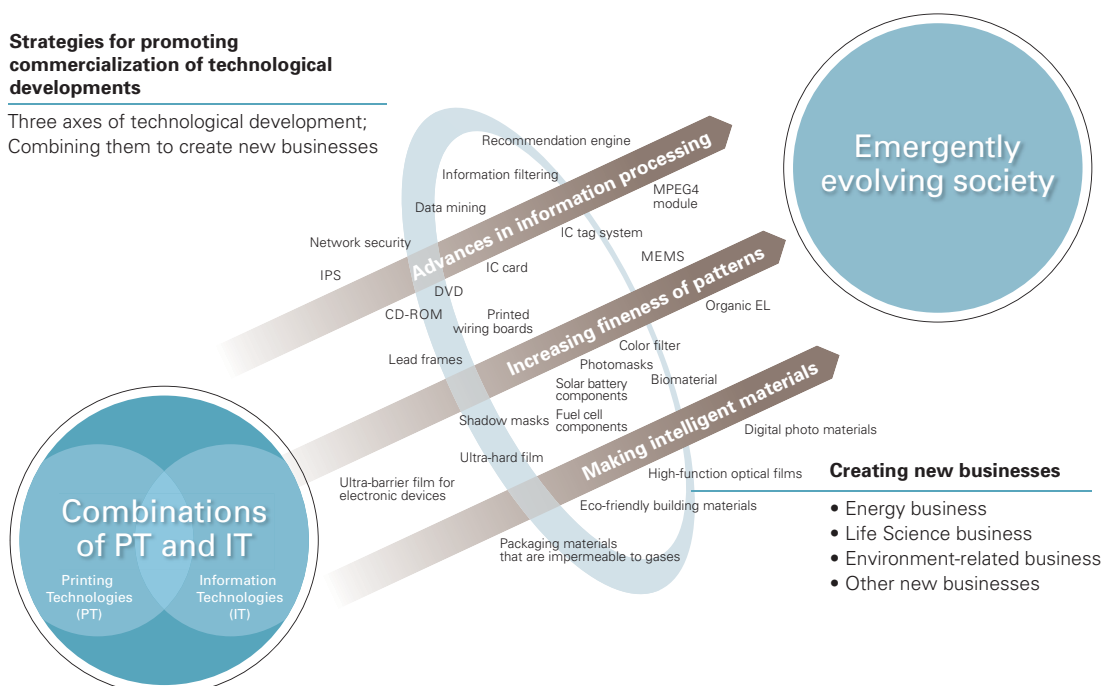 Strategies for promoting
commercialization of technological
developments
Three axes of technological development;
Combining them to create new businesses
Emergently
evolving society
Recommendation engine
Information filtering
Data mining
Network security
IPS
Advances in information processing
MPEG4
module
IC tag system
IC card
MEMS
DVD
CD-ROM
Printed
wiring boards
Lead frames
Increasing fineness of patterns
Organic EL
Color filter
Photomasks
Solar battery
components
Biomaterial
Shadow masks
Fuel cell
components
Making intelligent materials
Digital photo materials
Ultra-hard film
Ultra-barrier film for
electronic devices
High-function optical films
Eco-friendly building materials
Packaging materials
that are impermeable to gases
Combinations
of PT and IT
Printing
Technologies
(PT)
Information
Technologies
(IT)
Creating new businesses
• Energy business
• Life Science business
• Environment-related business
• Other new businesses